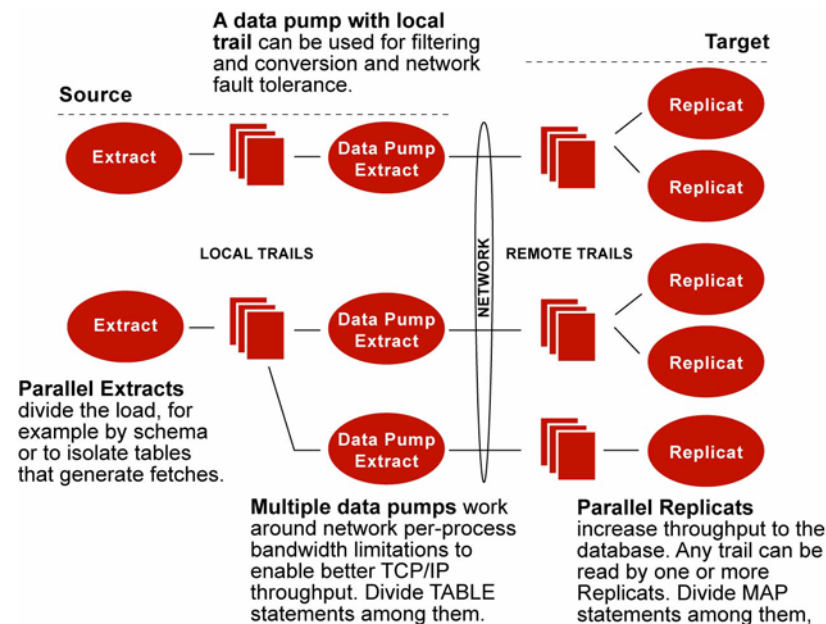 A data pump with local
trail can be used for filtering
and conversion and network
fault tolerance.
Target
Source
Replicat
Extract
Data Pump
Extract
Replicat
LOCAL TRAILS
NETWORK
REMOTE TRAILS
Replicat
Extract
Data Pump
Extract
Replicat
Parallel Extracts
divide the load, for
example by schema
or to isolate tables
that generate fetches.
Data Pump
Extract
Replicat
Multiple data pumps work
around network per-process
bandwidth limitations to
enable better TCP/IP
throughput. Divide TABLE
statements among them.
Parallel Replicats
increase throughput to the
database. Any trail can be
read by one or more
Replicats. Divide MAP
statements among them,